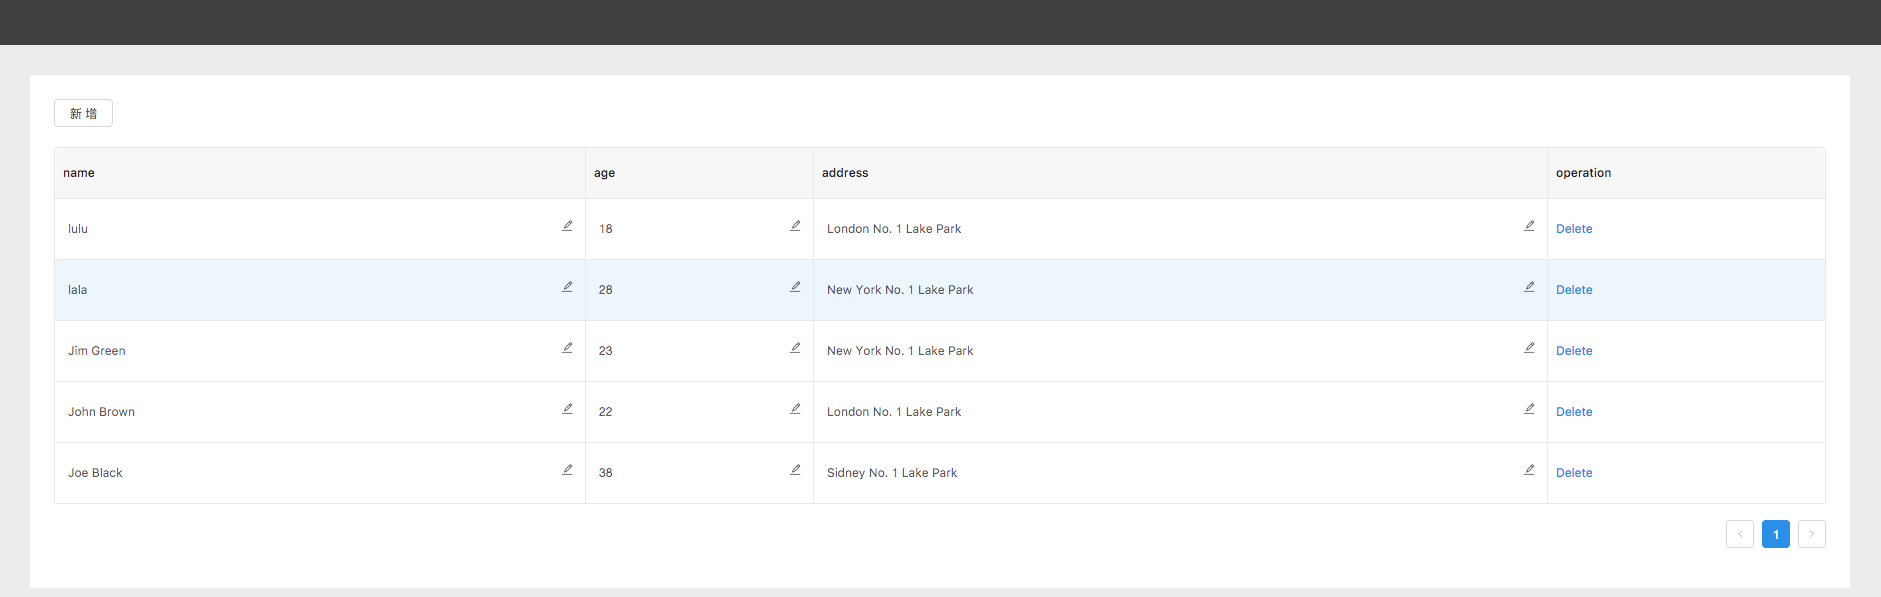 新 增
name age address operation
lulu 18 London No. 1 Lake Park Delete
lala 28 New York No. 1 Lake Park Delete
Jim Green 23 New York No. 1 Lake Park Delete
John Brown 22 London No. 1 Lake Park Delete
Joe Black 38 Sidney No. 1 Lake Park Delete
< 1 >